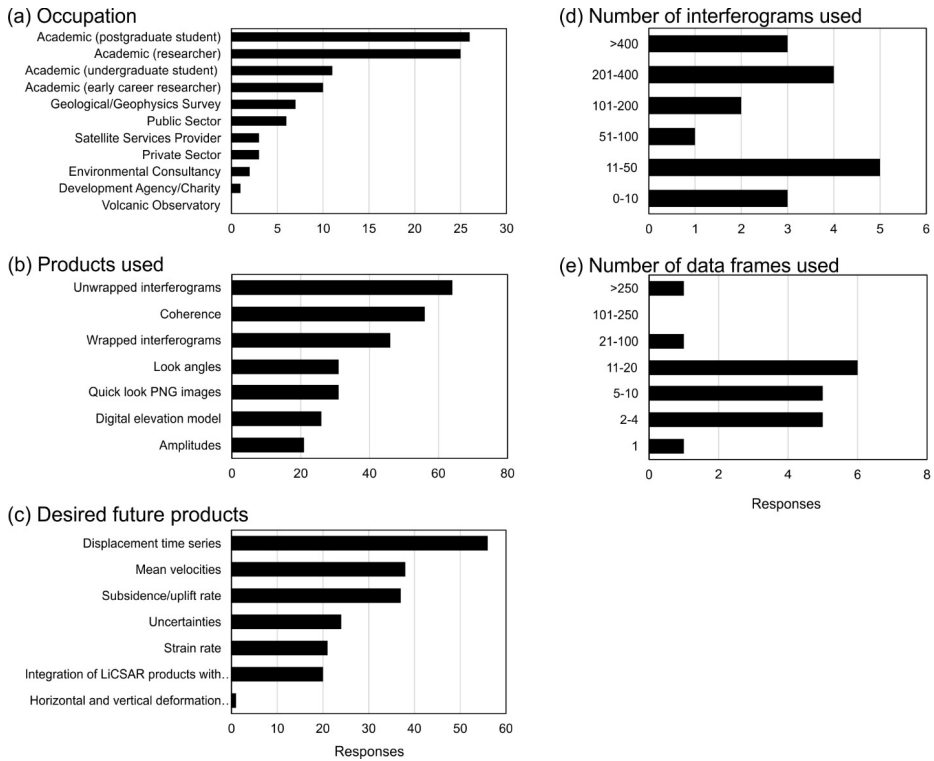 (a) Occupation
Academic (postgraduate student)
Academic (researcher)
Academic (undergraduate student)
Academic (early career researcher)
Geological/Geophysics Survey
Public Sector
Satellite Services Provider
Private Sector
Environmental Consultancy
Development Agency/Charity
Volcanic Observatory
0 5 10 15 20 25 30
(b) Products used
Unwrapped interferograms
Coherence
Wrapped interferograms
Look angles
Quick look PNG images
Digital elevation model
Amplitudes
0 20 40 60 80
(c) Desired future products
Displacement time series
Mean velocities
Subsidence/uplift rate
Uncertainties
Strain rate
Integration of LiCSAR products with..
Horizontal and vertical deformation..
0 10 20 30 40 50 60
Responses
(d) Number of interferograms used
>400
201-400
101-200
51-100
11-50
0-10
0 1 2 3 4 5 6
(e) Number of data frames used
>250
101-250
21-100
11-20
5-10
2-4
1
0 2 4 6 8
Responses